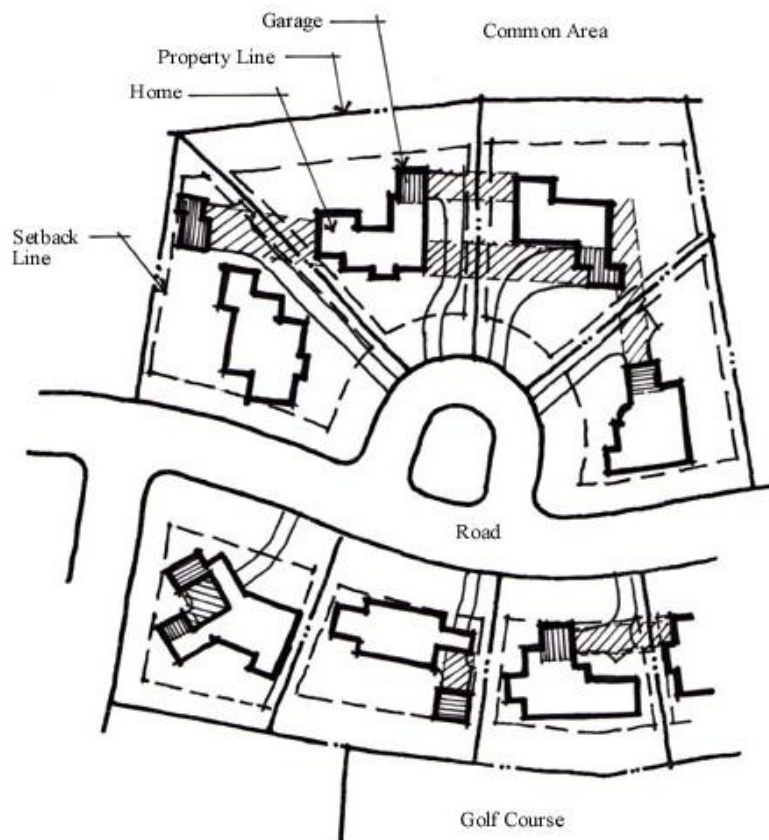 Garage
Common Area
Property Line
Home
Setback
Line
Road
Golf Course